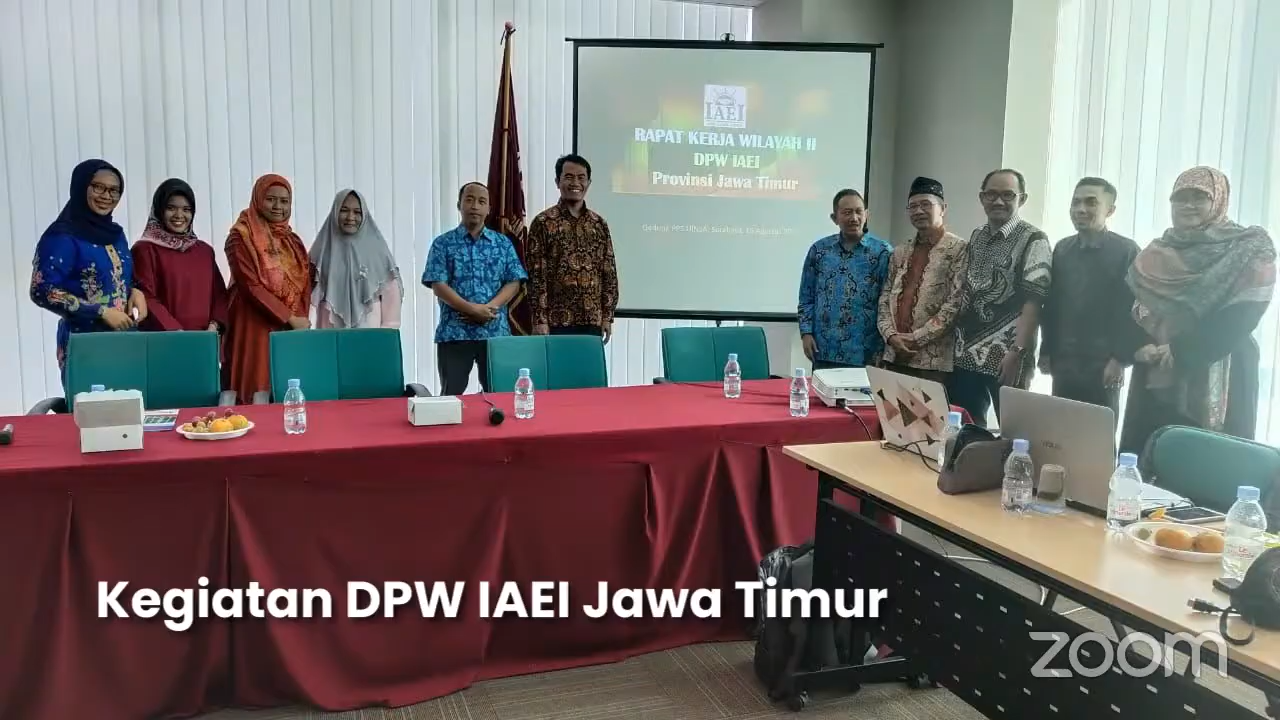 IAEI
RAPAT KERJA WILAYAH II
DPW IAEI
Provinsi Jawa Timur
Kegiatan DPW IAEI Jawa Timur
zoom